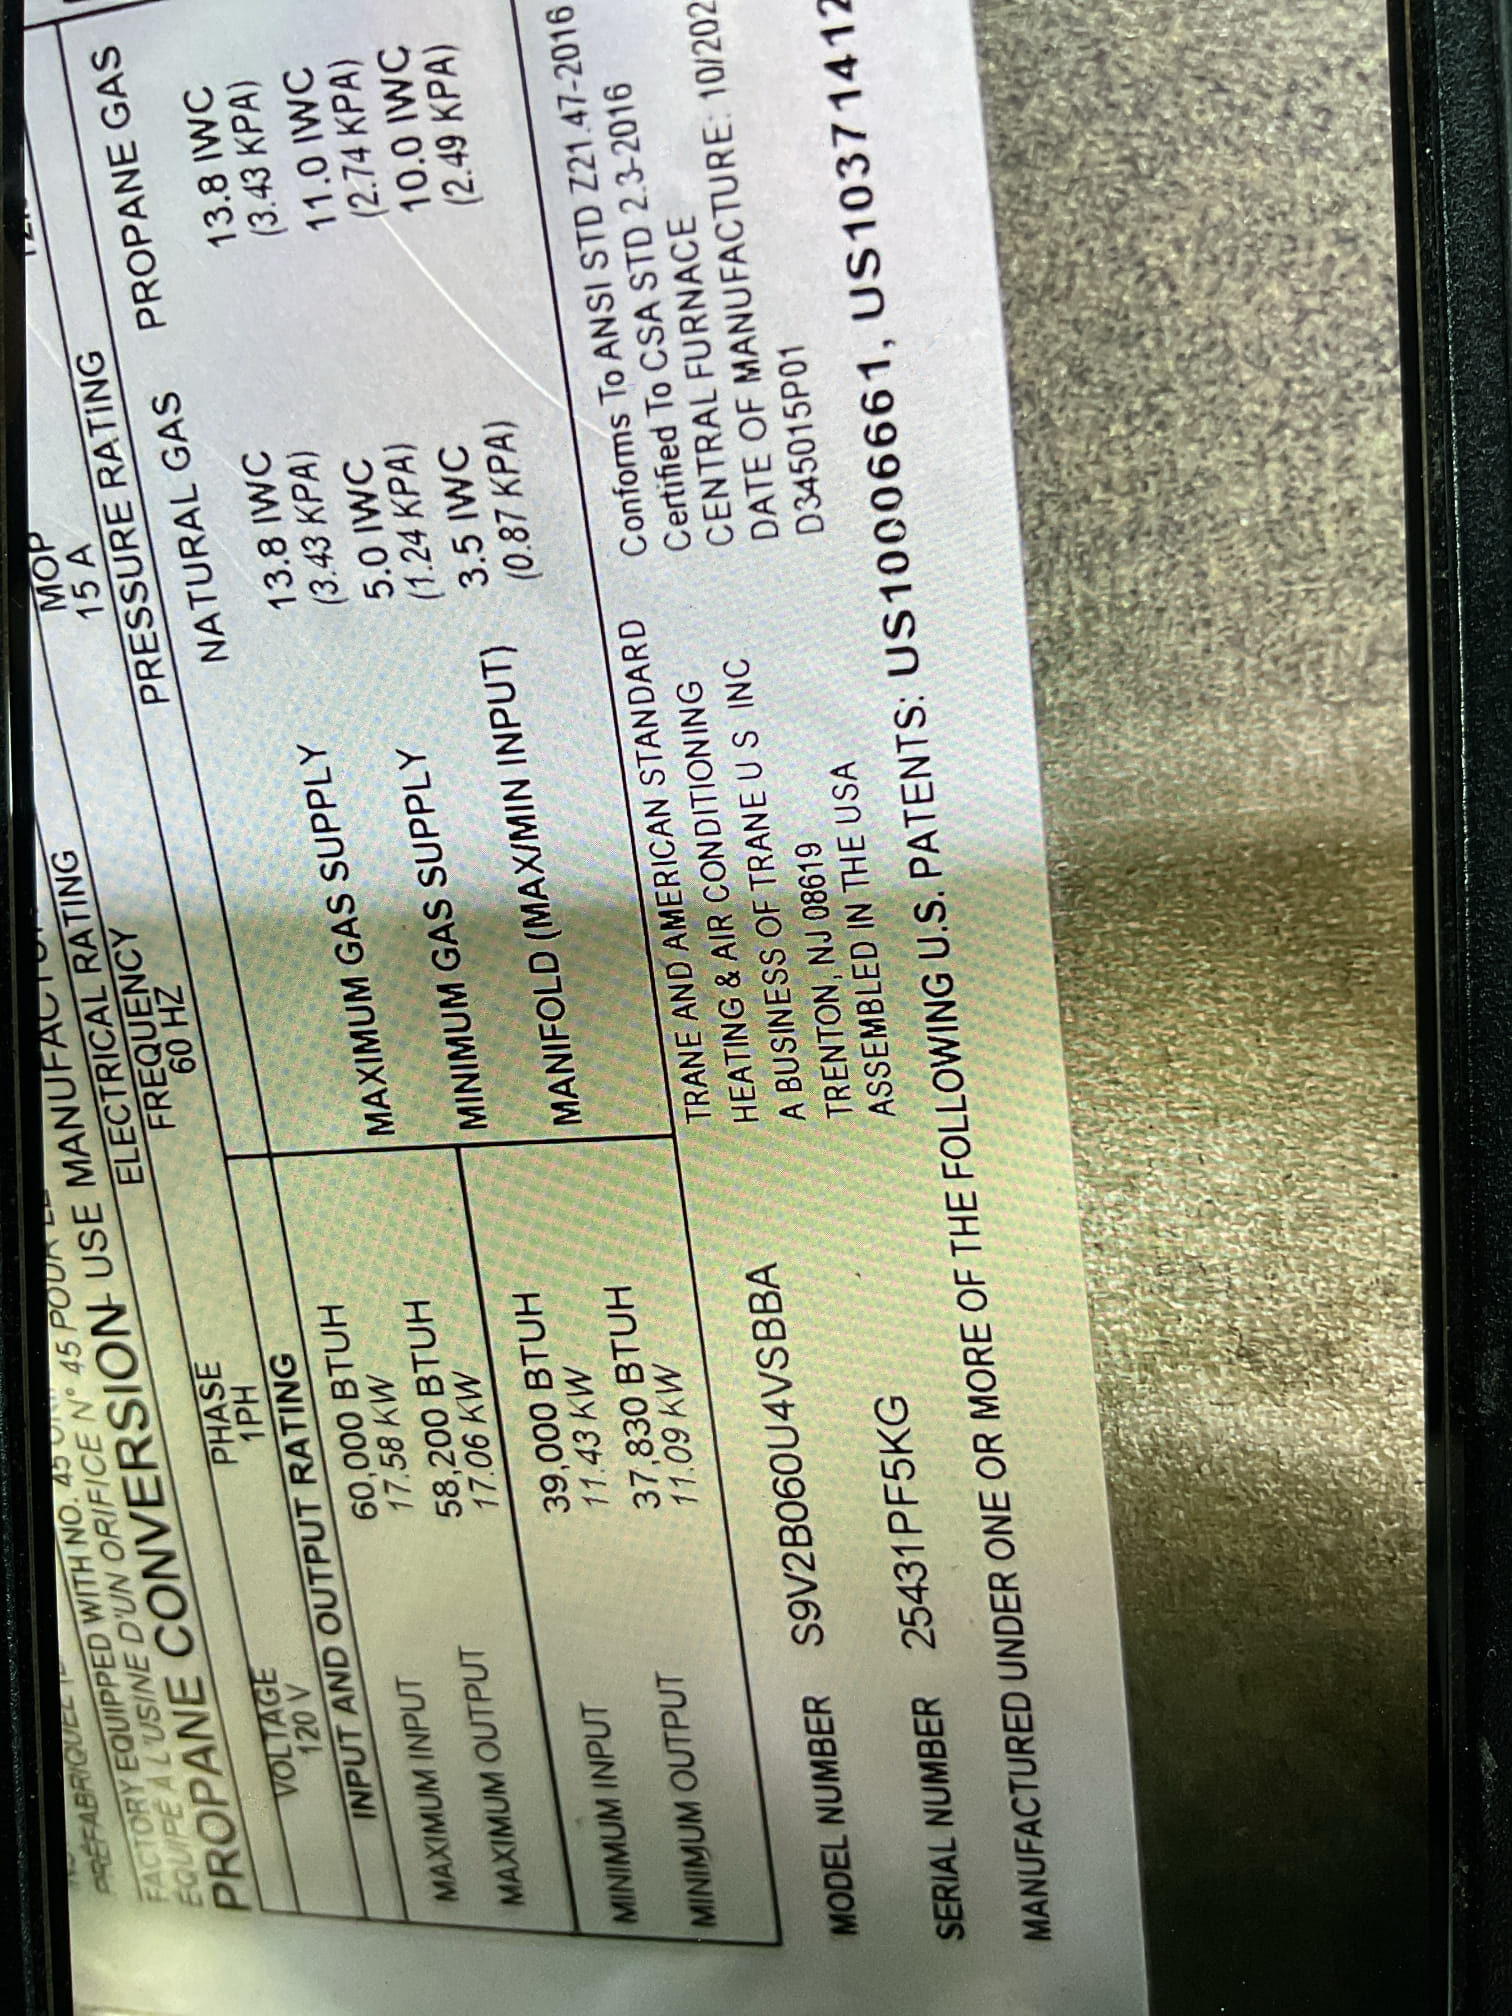 FACTORY EQUIPPED WITH NO. 45
ÉQUIPÉ À L'USINE D'UN ORIFICE N° 45 POUR
PROPANE CONVERSION- USE MANUFACTU
ELECTRICAL RATING
MOP
15 A
VOLTAGE
120 V
PHASE
1PH
FREQUENCY
60 HZ
INPUT AND OUTPUT RATING
MAXIMUM INPUT 60,000 BTUH
17.58 KW
MAXIMUM OUTPUT 58,200 BTUH
17.06 KW
MINIMUM INPUT 39,000 BTUH
11.43 KW
MINIMUM OUTPUT 37,830 BTUH
11.09 KW
PRESSURE RATING
NATURAL GAS PROPANE GAS
MAXIMUM GAS SUPPLY 13.8 IWC 13.8 IWC
(3.43 KPA) (3.43 KPA)
MINIMUM GAS SUPPLY 5.0 IWC 11.0 IWC
(1.24 KPA) (2.74 KPA)
MANIFOLD (MAX/MIN INPUT) 3.5 IWC 10.0 IWC
(0.87 KPA) (2.49 KPA)
MODEL NUMBER S9V2B060U4VSBBA
SERIAL NUMBER 25431PF5KG
TRANE AND AMERICAN STANDARD
HEATING & AIR CONDITIONING
A BUSINESS OF TRANE U S INC
TRENTON, NJ 08619
ASSEMBLED IN THE USA
Conforms To ANSI STD Z21.47-2016
Certified To CSA STD 2.3-2016
CENTRAL FURNACE
DATE OF MANUFACTURE: 10/202
D345015P01
MANUFACTURED UNDER ONE OR MORE OF THE FOLLOWING U.S. PATENTS: US10006661, US10371412